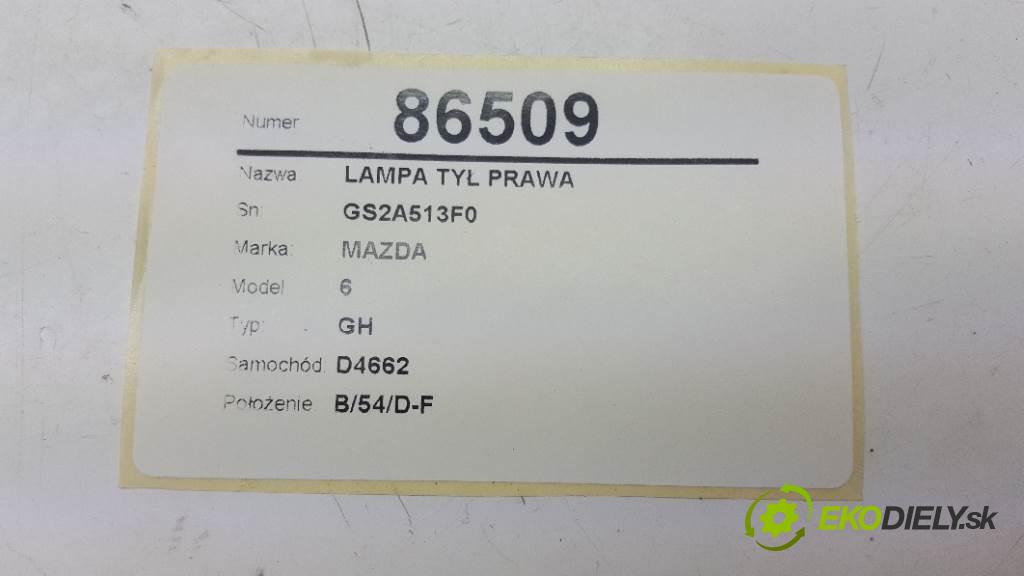 Numer 86509
Nazwa LAMPA TYŁ PRAWA
Sn: GS2A513F0
Marka: MAZDA
Model 6
Typ: GH
Samochód: D4662
Położenie B/54/D-F
EKODIELY.sk